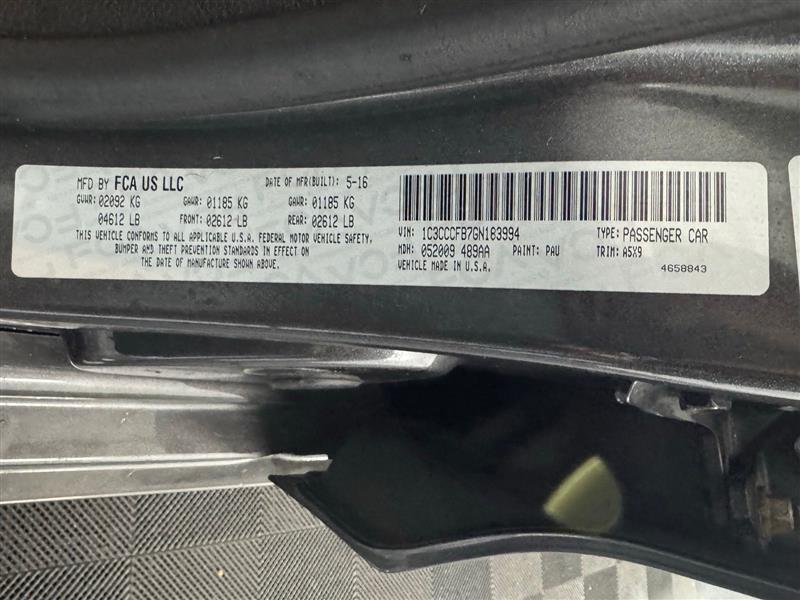 MFD BY FCA US LLC DATE OF MFR(BUILT): 5-16
GVWR: 02092 KG GAWR: 01185 KG GAWR: 01185 KG
04612 LB FRONT: 02612 LB REAR: 02612 LB
THIS VEHICLE CONFORMS TO ALL APPLICABLE U.S.A. FEDERAL MOTOR VEHICLE SAFETY,
BUMPER AND THEFT PREVENTION STANDARDS IN EFFECT ON
THE DATE OF MANUFACTURE SHOWN ABOVE.
VIN: 1C3CCCFB7GN183994 TYPE: PASSENGER CAR
MDH: 052009 489AA PAINT: PAU TRIM: A5X9
VEHICLE MADE IN U.S.A. 4658843